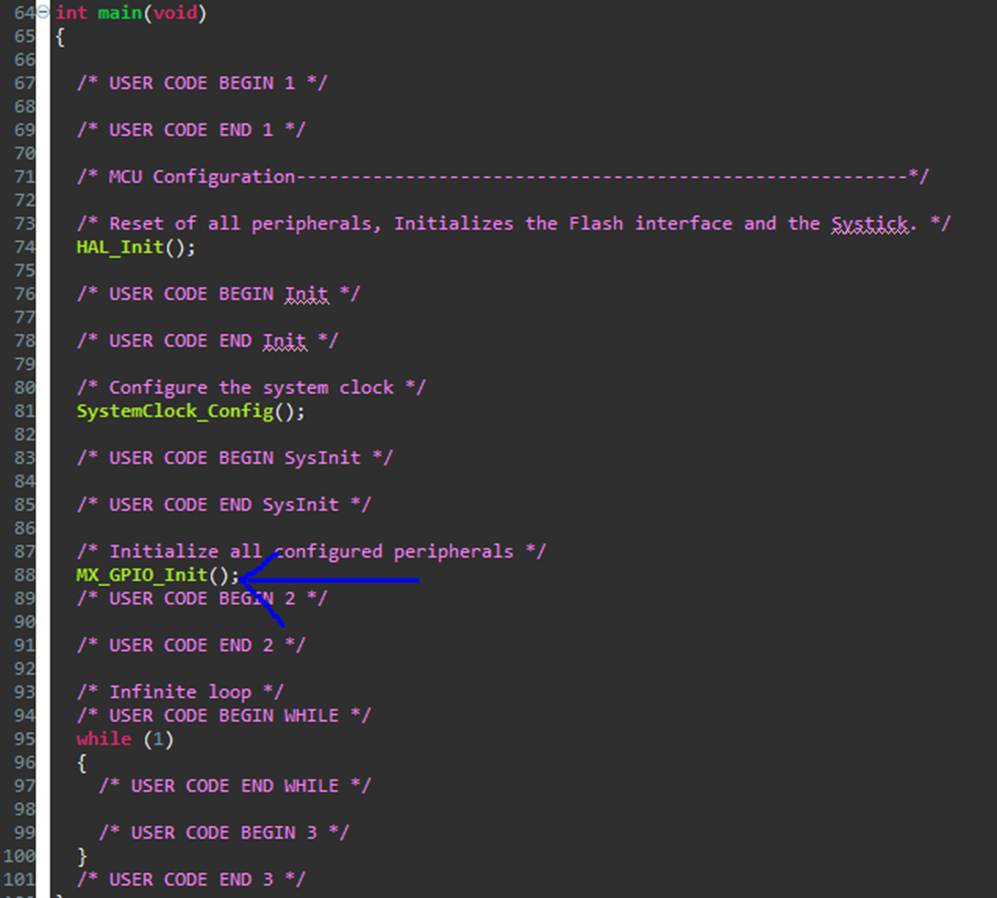 64 int main(void)
65 {
66
67 /* USER CODE BEGIN 1 */
68
69 /* USER CODE END 1 */
70
71 /* MCU Configuration--------------------------------------------------------*/
72
73 /* Reset of all peripherals, Initializes the Flash interface and the Systick. */
74 HAL_Init();
75
76 /* USER CODE BEGIN Init */
77
78 /* USER CODE END Init */
79
80 /* Configure the system clock */
81 SystemClock_Config();
82
83 /* USER CODE BEGIN SysInit */
84
85 /* USER CODE END SysInit */
86
87 /* Initialize all configured peripherals */
88 MX_GPIO_Init();
89 /* USER CODE BEGIN 2 */
90
91 /* USER CODE END 2 */
92
93 /* Infinite loop */
94 /* USER CODE BEGIN WHILE */
95 while (1)
96 {
97 /* USER CODE END WHILE */
98
99 /* USER CODE BEGIN 3 */
100 }
101 /* USER CODE END 3 */